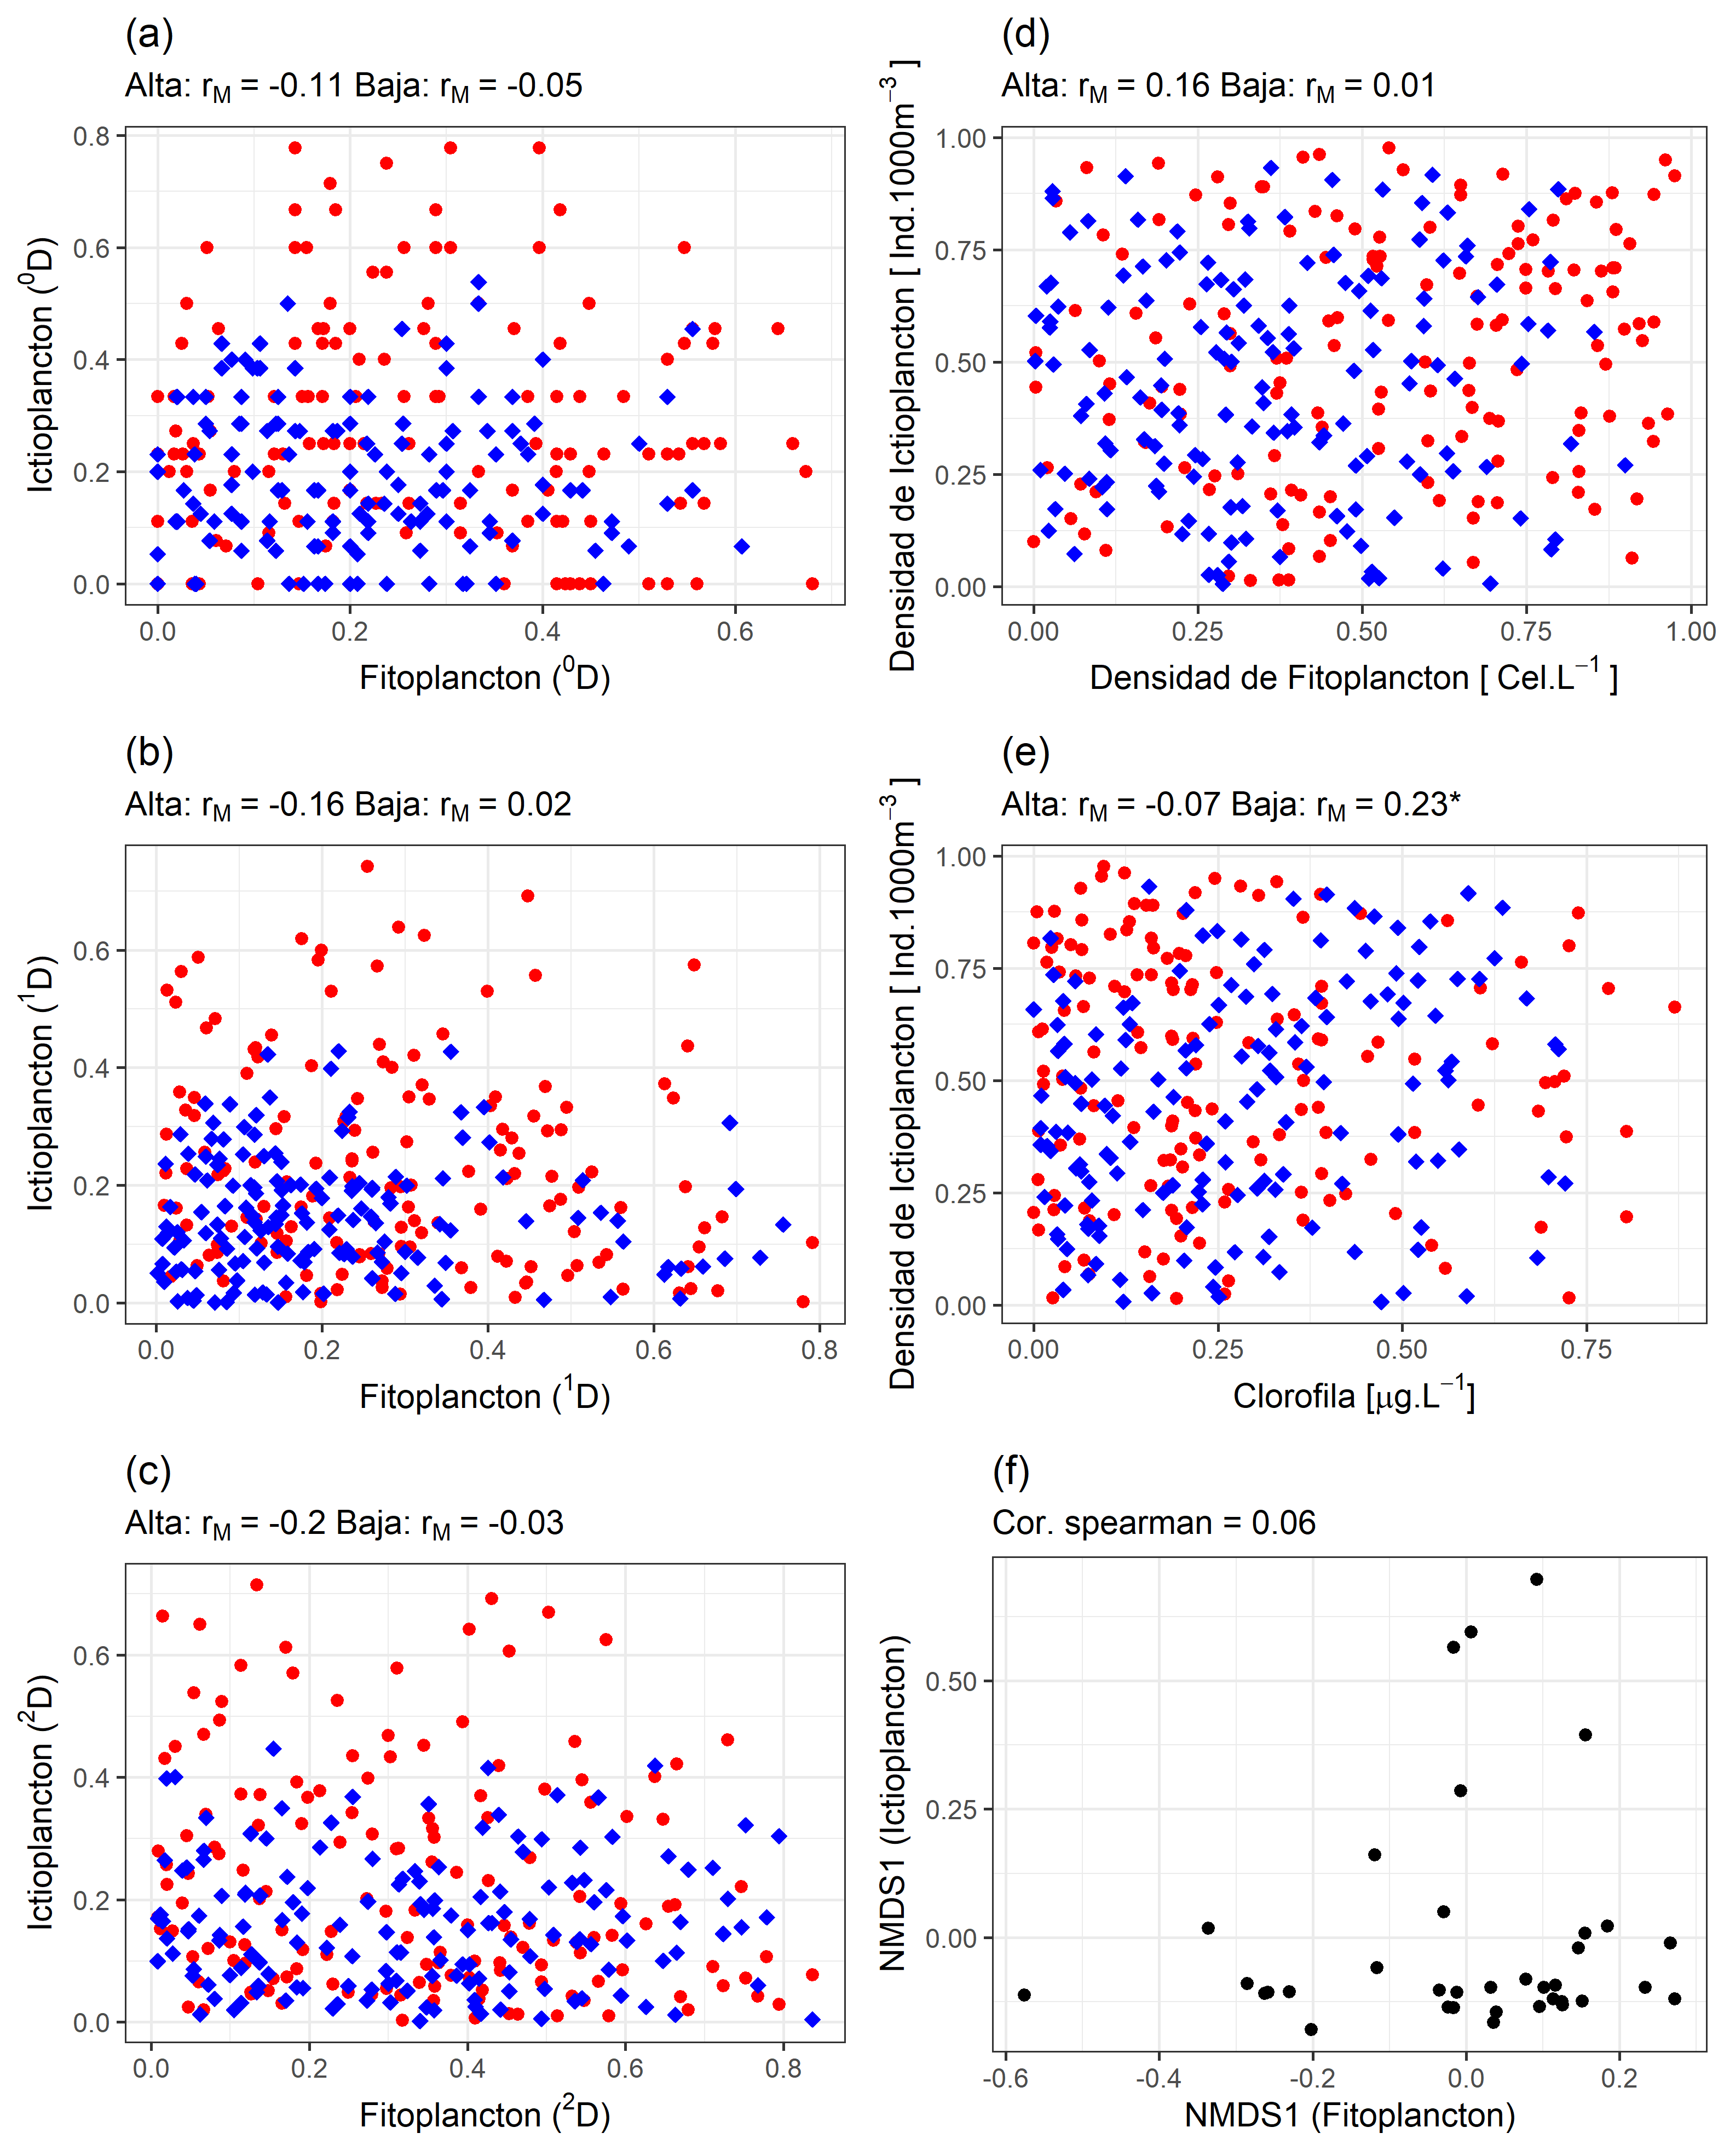 (a)
Alta: rM = -0.11 Baja: rM = -0.05
Ictioplancton (0D)
0.8
0.6
0.4
0.2
0.0
0.0 0.2 0.4 0.6
Fitoplancton (0D)
(d)
Alta: rM = 0.16 Baja: rM = 0.01
Densidad de Ictioplancton [ Ind.1000m−3 ]
1.00
0.75
0.50
0.25
0.00
0.00 0.25 0.50 0.75 1.00
Densidad de Fitoplancton [ Cel.L−1 ]
(b)
Alta: rM = -0.16 Baja: rM = 0.02
Ictioplancton (1D)
0.6
0.4
0.2
0.0
0.0 0.2 0.4 0.6 0.8
Fitoplancton (1D)
(e)
Alta: rM = -0.07 Baja: rM = 0.23*
Densidad de Ictioplancton [ Ind.1000m−3 ]
1.00
0.75
0.50
0.25
0.00
0.00 0.25 0.50 0.75
Clorofila [μg.L−1]
(c)
Alta: rM = -0.2 Baja: rM = -0.03
Ictioplancton (2D)
0.6
0.4
0.2
0.0
0.0 0.2 0.4 0.6 0.8
Fitoplancton (2D)
(f)
Cor. spearman = 0.06
NMDS1 (Ictioplancton)
0.50
0.25
0.00
-0.6 -0.4 -0.2 0.0 0.2
NMDS1 (Fitoplancton)